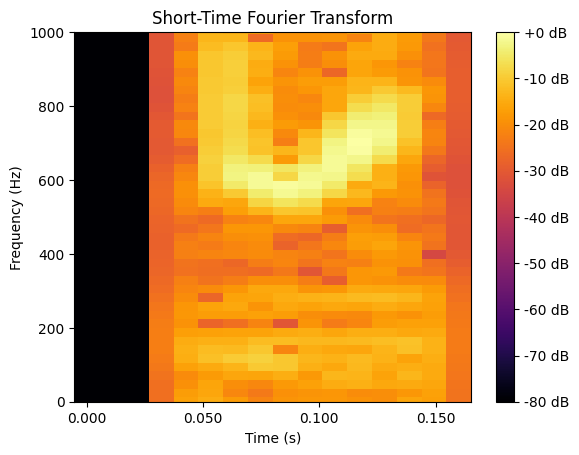 Short-Time Fourier Transform
1000
800
600
400
200
0
Frequency (Hz)
0.000
0.050
0.100
0.150
Time (s)
+0 dB
-10 dB
-20 dB
-30 dB
-40 dB
-50 dB
-60 dB
-70 dB
-80 dB